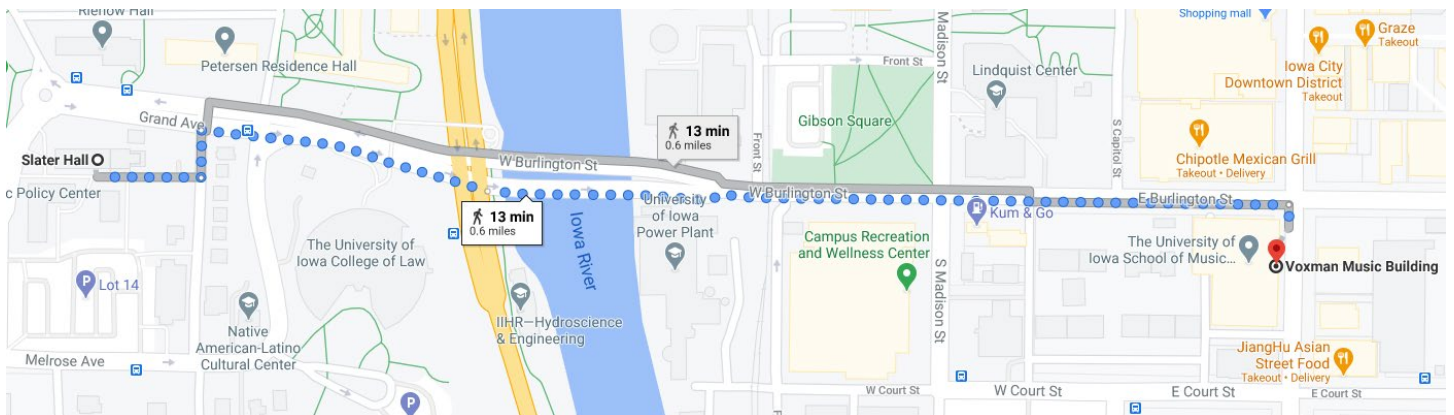 Rienow Hall
Petersen Residence Hall
Grand Ave
Slater Hall
c Policy Center
Lot 14
Melrose Ave
The University of
Iowa College of Law
Native
American-Latino
Cultural Center
P
13 min
0.6 miles
W Burlington St
13 min
0.6 miles
Iowa River
IIHR—Hydroscience
& Engineering
University
of Iowa
Power Plant
Front St
Front St
Gibson Square
W Burlington St
Campus Recreation
and Wellness Center
W Court St
Madison St
S Madison St
Lindquist Center
Kum & Go
S Capitol St
Shopping mall
Graze
Takeout
Iowa City
Downtown District
Takeout
Chipotle Mexican Grill
Takeout • Delivery
E Burlington St
The University of
Iowa School of Music...
Voxman Music Building
JiangHu Asian
Street Food
Takeout • Delivery
W Court St
E Court St
E Court St